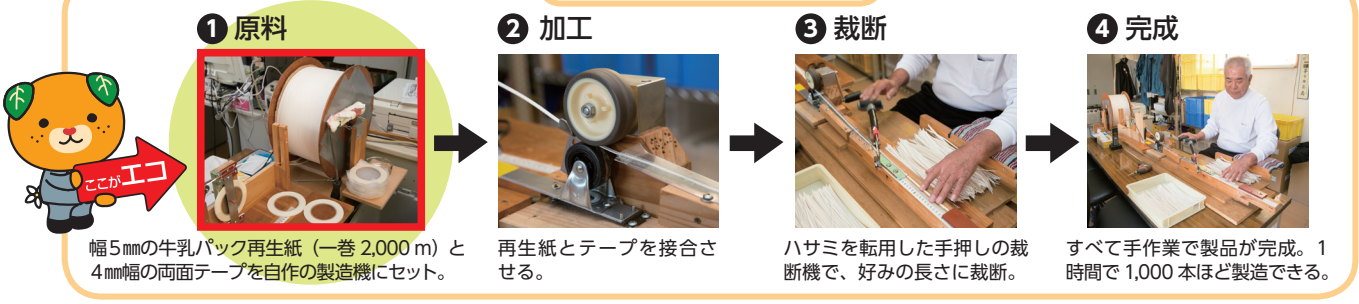 ❶ 原料
❷ 加工
❸ 裁断
❹ 完成
ここがエコ
幅5㎜の牛乳パック再生紙（一巻 2,000 m）と
4㎜幅の両面テープを自作の製造機にセット。
再生紙とテープを接合さ
せる。
ハサミを転用した手押しの裁
断機で、好みの長さに裁断。
すべて手作業で製品が完成。1
時間で 1,000 本ほど製造できる。